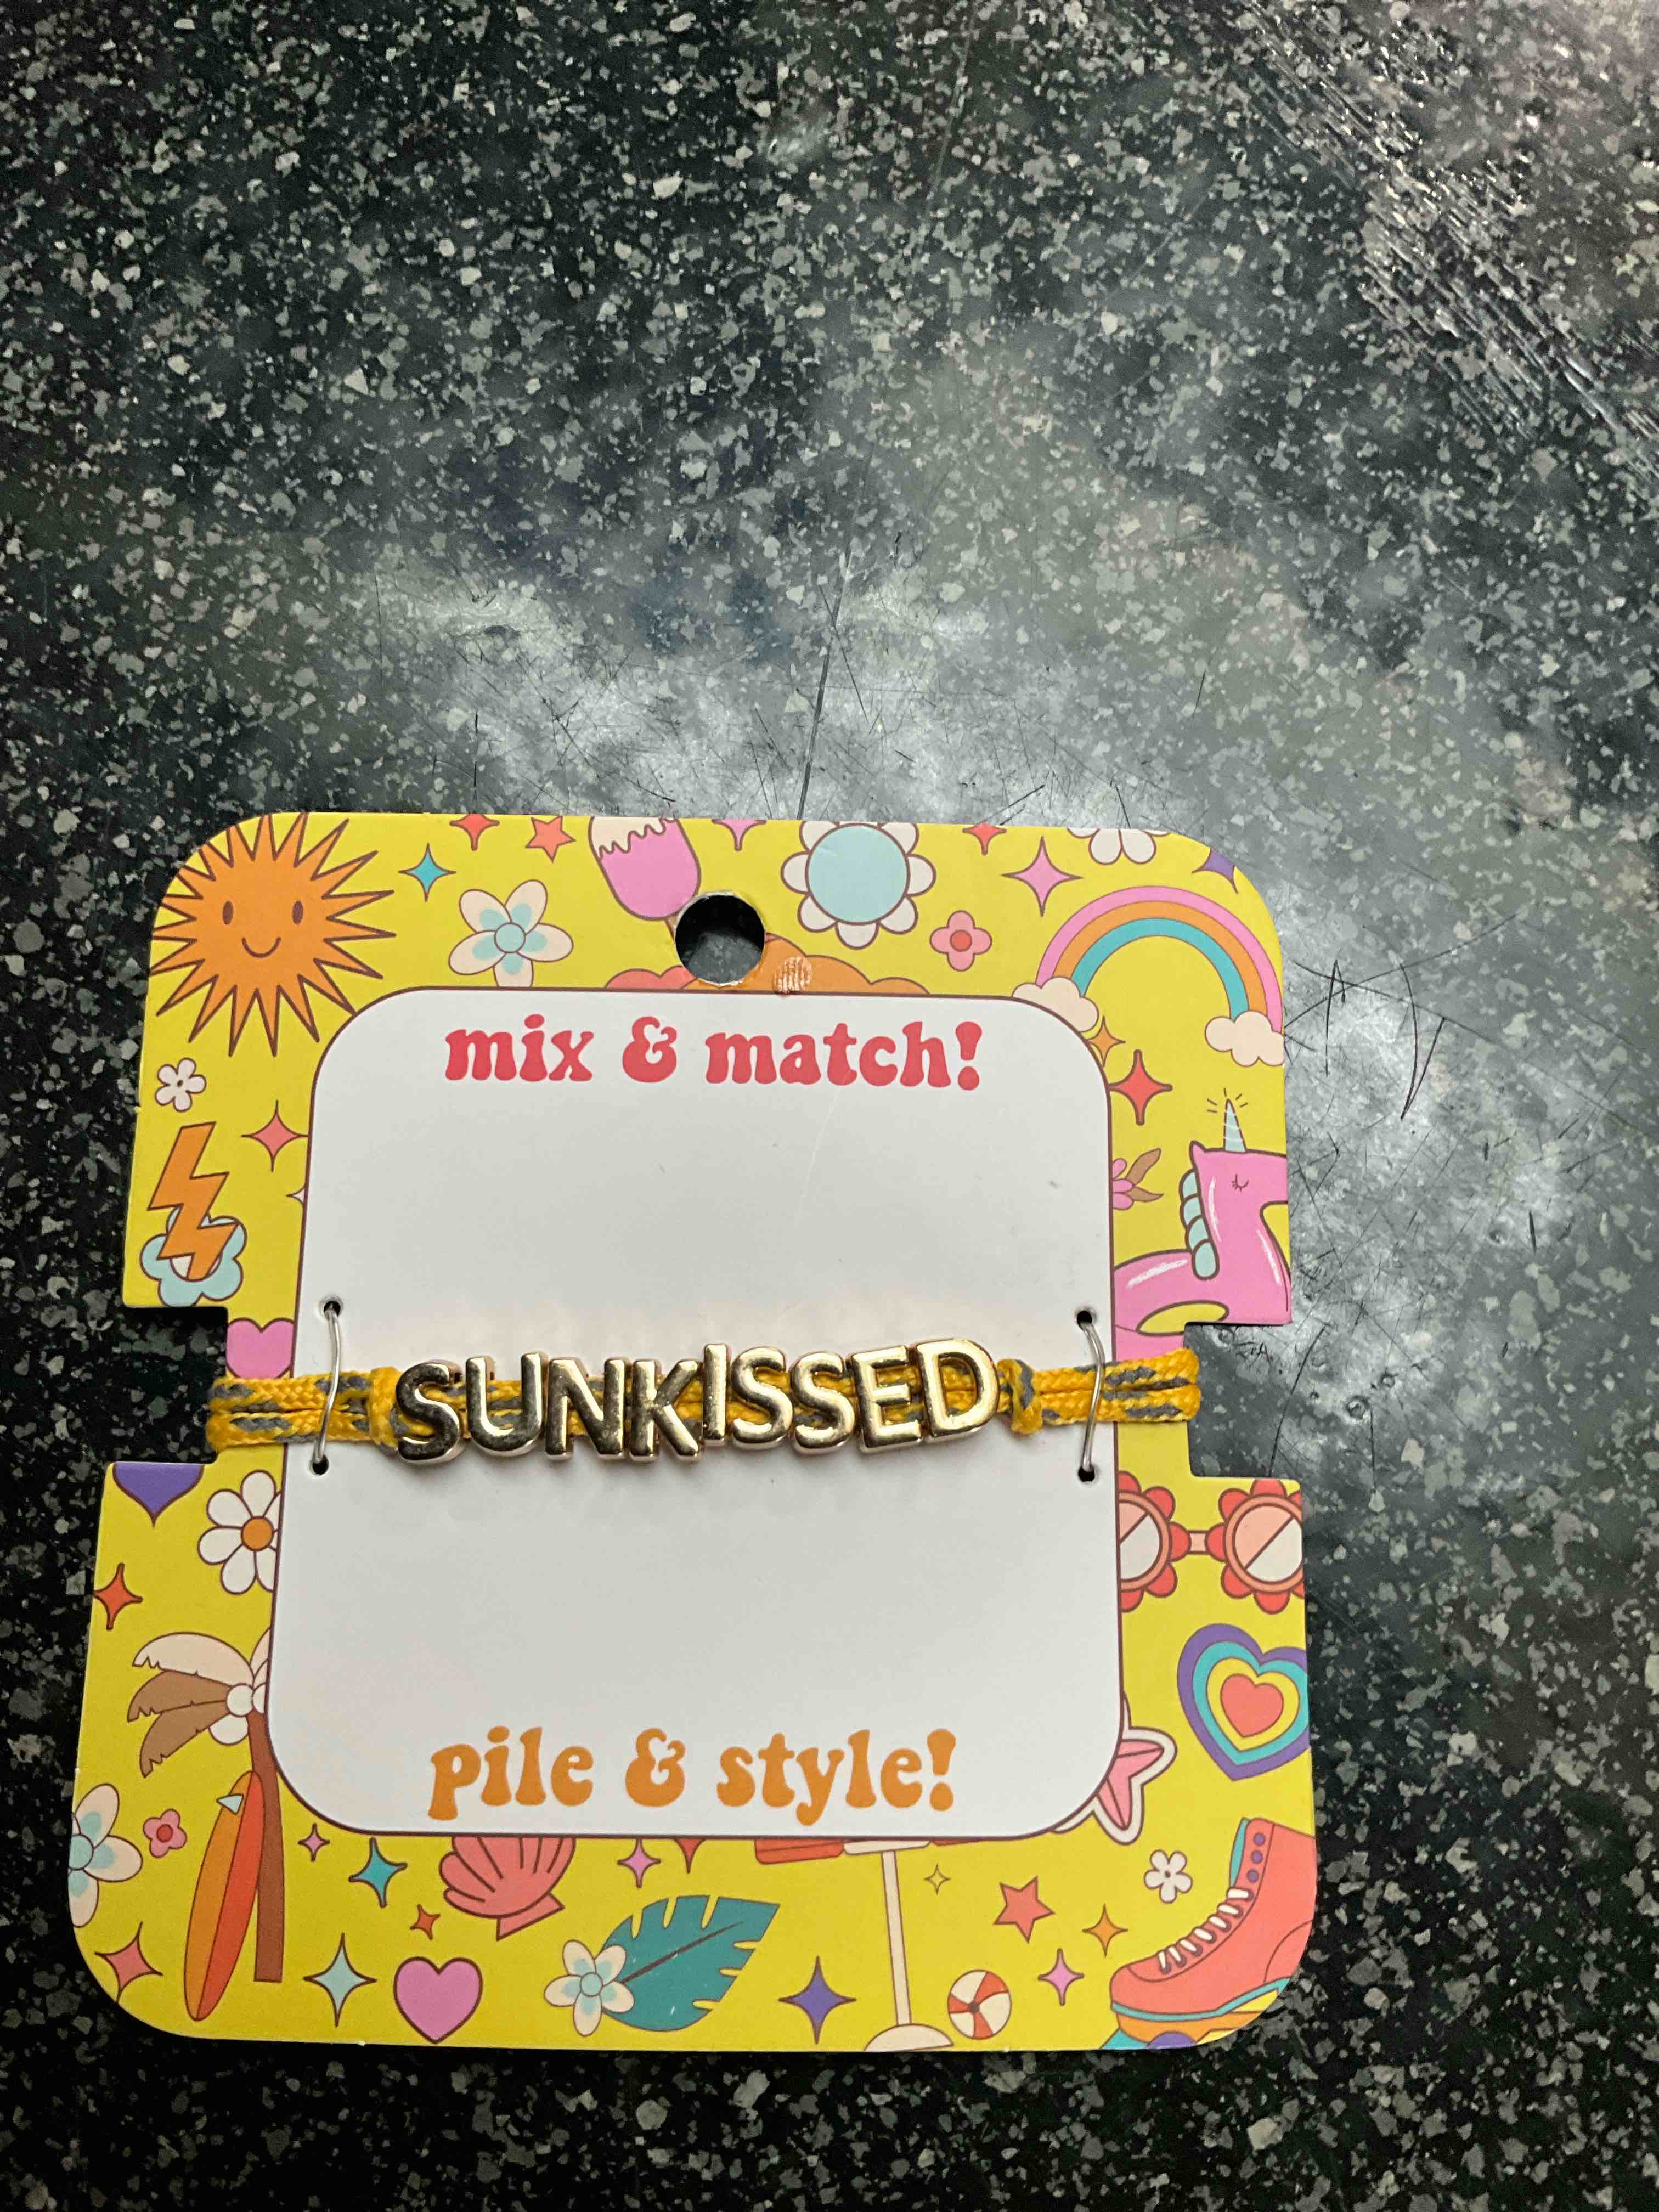 mix & match!
SUNKISSED
pile & style!